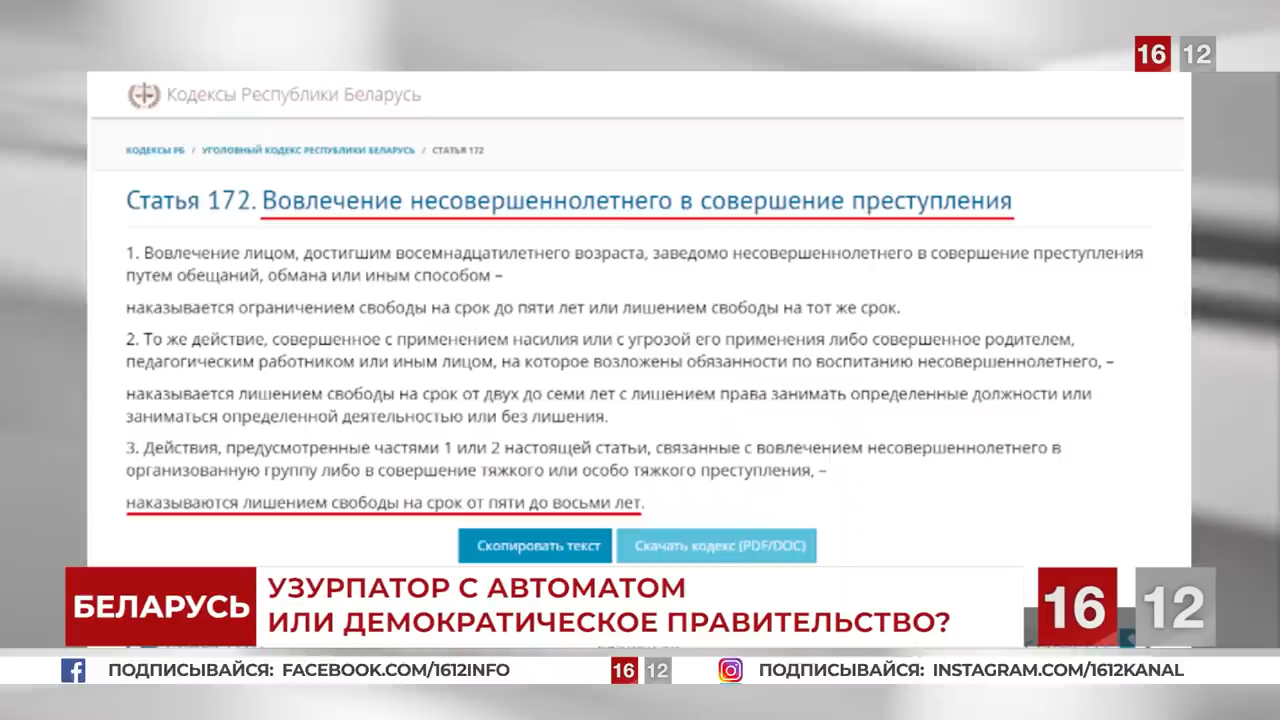 16 12
Кодексы Республики Беларусь
КОДЕКСЫ РБ / УГОЛОВНЫЙ КОДЕКС РЕСПУБЛИКИ БЕЛАРУСЬ / СТАТЬЯ 172
Статья 172. Вовлечение несовершеннолетнего в совершение преступления
1. Вовлечение лицом, достигшим восемнадцатилетнего возраста, заведомо несовершеннолетнего в совершение преступления
путем обещаний, обмана или иным способом –
наказывается ограничением свободы на срок до пяти лет или лишением свободы на тот же срок.
2. То же действие, совершенное с применением насилия или с угрозой его применения либо совершенное родителем,
педагогическим работником или иным лицом, на которое возложены обязанности по воспитанию несовершеннолетнего, –
наказывается лишением свободы на срок от двух до семи лет с лишением права занимать определенные должности или
заниматься определенной деятельностью или без лишения.
3. Действия, предусмотренные частями 1 или 2 настоящей статьи, связанные с вовлечением несовершеннолетнего в
организованную группу либо в совершение тяжкого или особо тяжкого преступления, –
наказываются лишением свободы на срок от пяти до восьми лет.
Скопировать текст Скачать кодекс (PDF/DOC)
БЕЛАРУСЬ
УЗУРПАТОР С АВТОМАТОМ
ИЛИ ДЕМОКРАТИЧЕСКОЕ ПРАВИТЕЛЬСТВО?
16 12
ПОДПИСЫВАЙСЯ: FACEBOOK.COM/1612INFO 16 12 ПОДПИСЫВАЙСЯ: INSTAGRAM.COM/1612KANAL